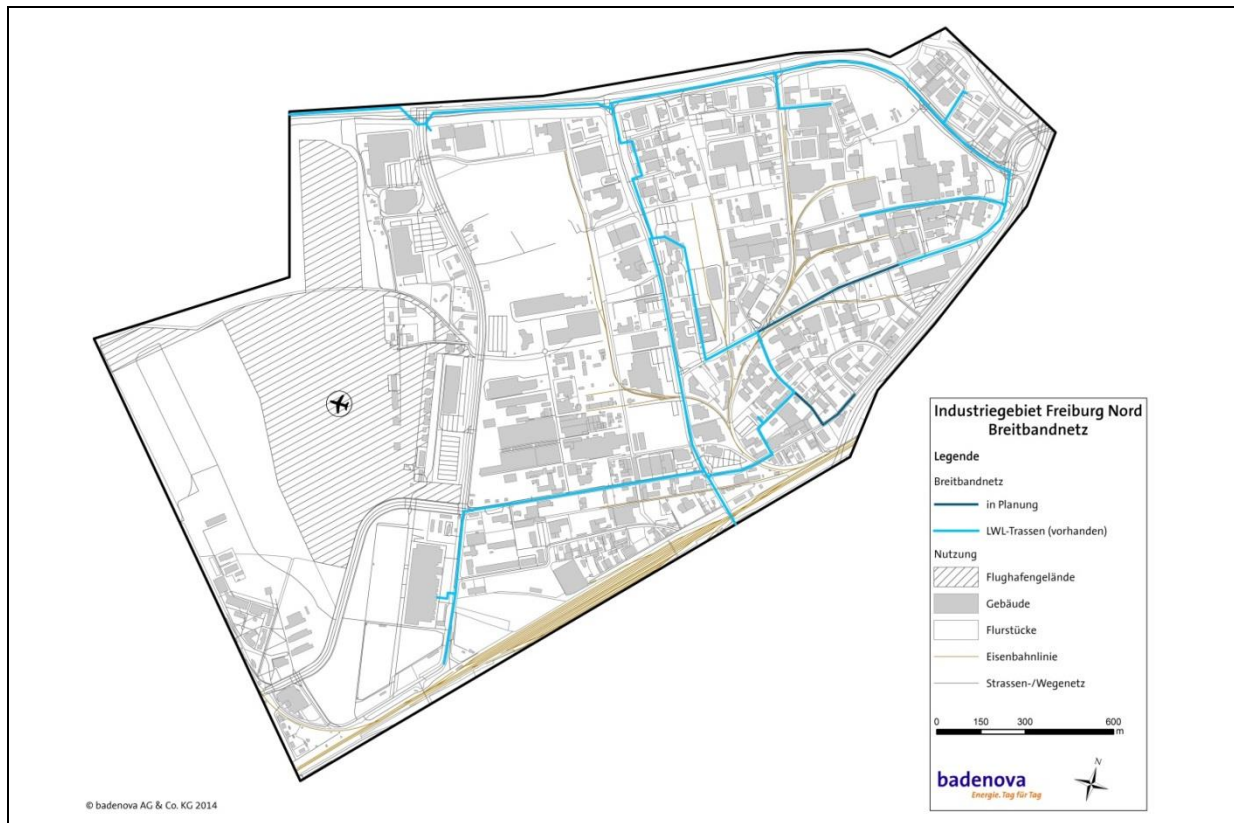 Industriegebiet Freiburg Nord
Breitbandnetz
Legende
Breitbandnetz
in Planung
LWL-Trassen (vorhanden)
Nutzung
Flughafengelände
Gebäude
Flurstücke
Eisenbahnlinie
Strassen-/Wegenetz
0 150 300 600
m
N
badenova
Energie. Tag für Tag
© badenova AG & Co. KG 2014